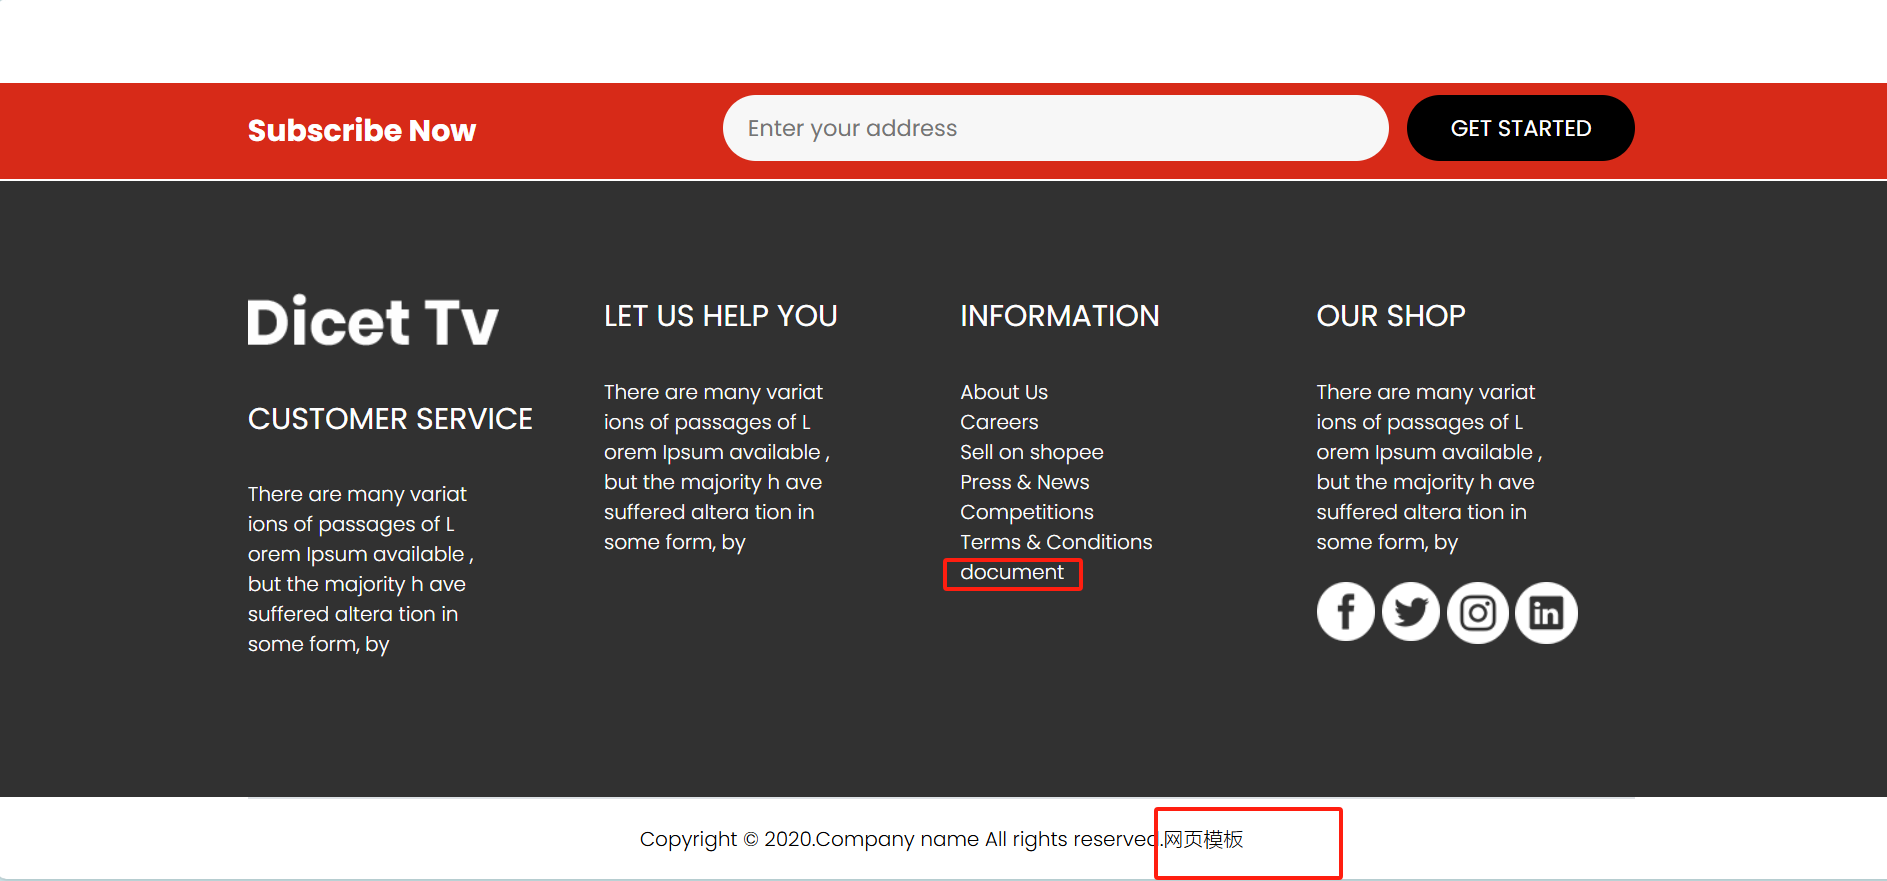 Subscribe Now
Enter your address
GET STARTED
Dicet Tv
CUSTOMER SERVICE
There are many variat
ions of passages of L
orem Ipsum available ,
but the majority h ave
suffered altera tion in
some form, by
LET US HELP YOU
There are many variat
ions of passages of L
orem Ipsum available ,
but the majority h ave
suffered altera tion in
some form, by
INFORMATION
About Us
Careers
Sell on shopee
Press & News
Competitions
Terms & Conditions
document
OUR SHOP
There are many variat
ions of passages of L
orem Ipsum available ,
but the majority h ave
suffered altera tion in
some form, by
Copyright © 2020.Company name All rights reserved.网页模板